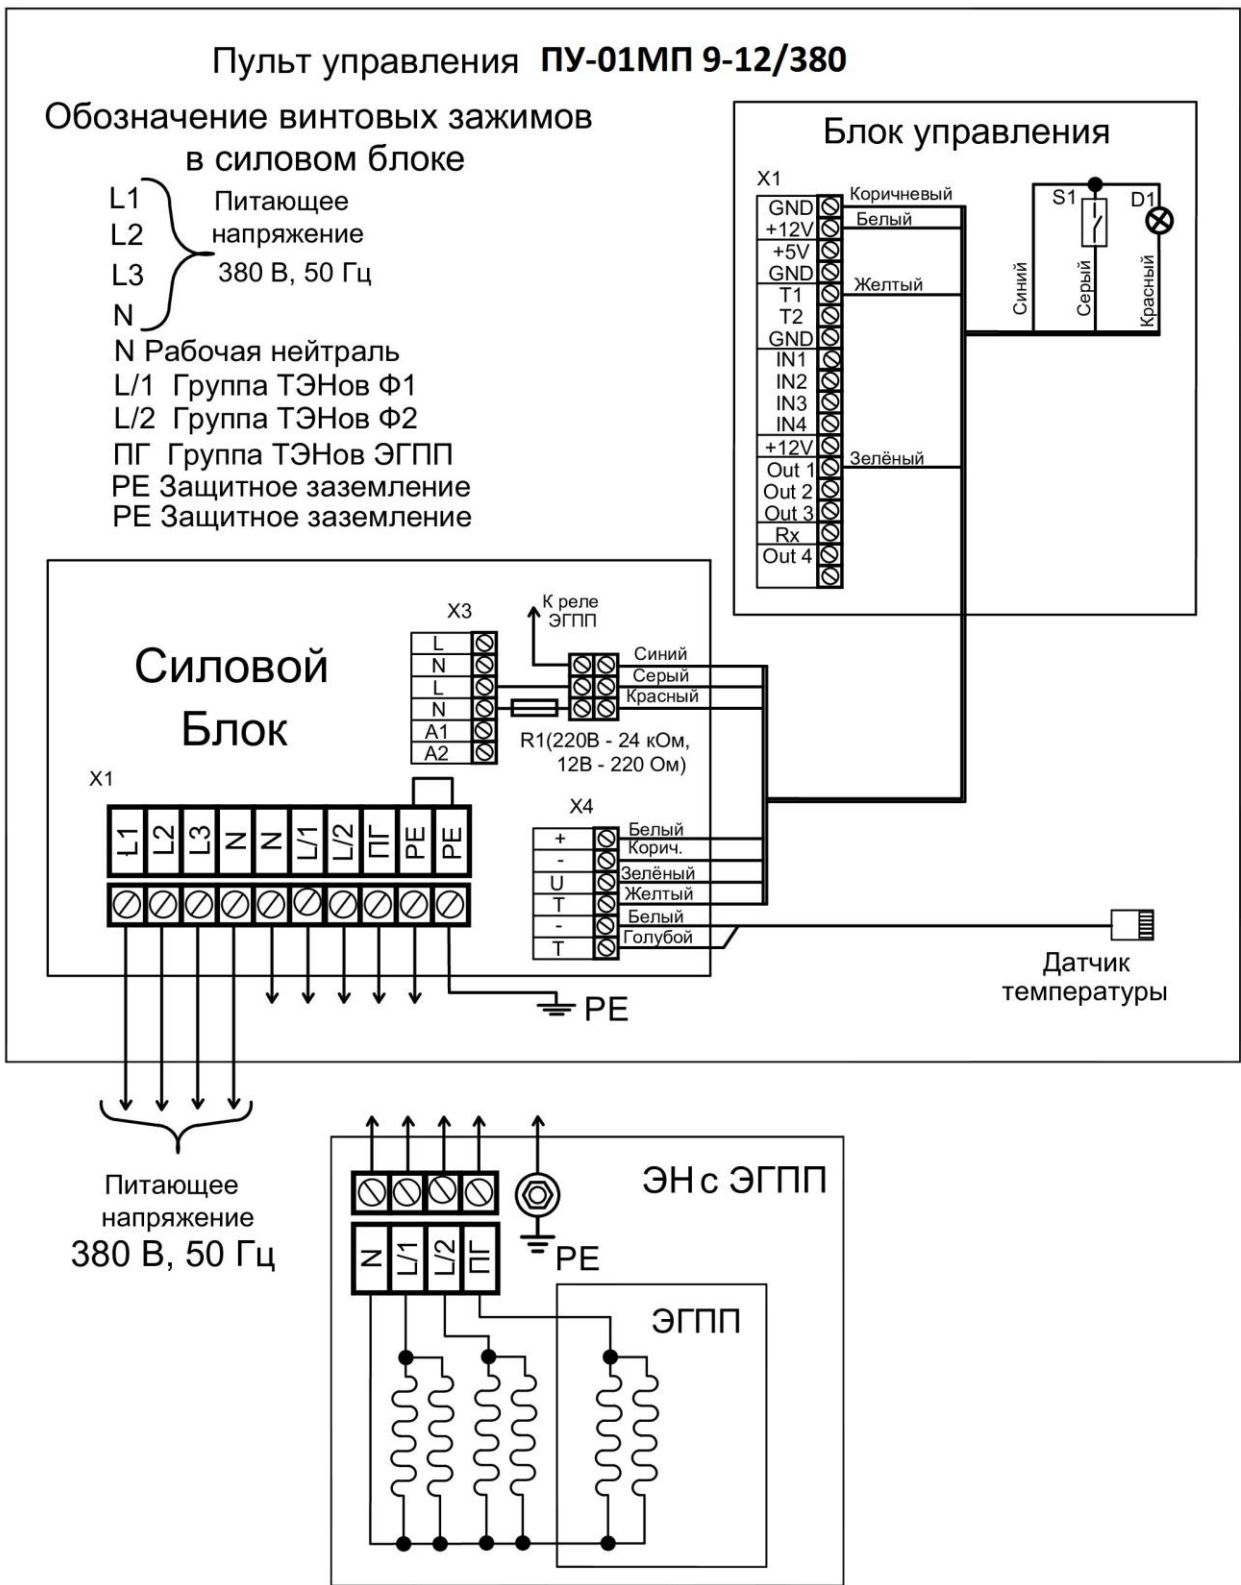 Пульт управления ПУ-01МП 9-12/380
Обозначение винтовых зажимов
в силовом блоке
L1
L2
L3
N
Питающее
напряжение
380 В, 50 Гц
N Рабочая нейтраль
L/1 Группа ТЭНов Ф1
L/2 Группа ТЭНов Ф2
ПГ Группа ТЭНов ЭГПП
РЕ Защитное заземление
РЕ Защитное заземление
Блок управления
X1
GND
+12V
+5V
GND
T1
T2
GND
IN1
IN2
IN3
IN4
+12V
Out 1
Out 2
Out 3
Rx
Out 4
Коричневый
Белый
Желтый
Зелёный
S1
D1
Синий
Серый
Красный
Силовой
Блок
X3
L
N
L
N
A1
A2
К реле
ЭГПП
Синий
Серый
Красный
R1(220В - 24 кОм,
12В - 220 Ом)
X1
L1
L2
L3
N
N
L/1
L/2
ПГ
РЕ
РЕ
X4
+
-
U
T
-
T
Белый
Корич.
Зелёный
Желтый
Белый
Голубой
Датчик
температуры
РЕ
Питающее
напряжение
380 В, 50 Гц
ЭН с ЭГПП
N
L/1
L/2
ПГ
РЕ
ЭГПП